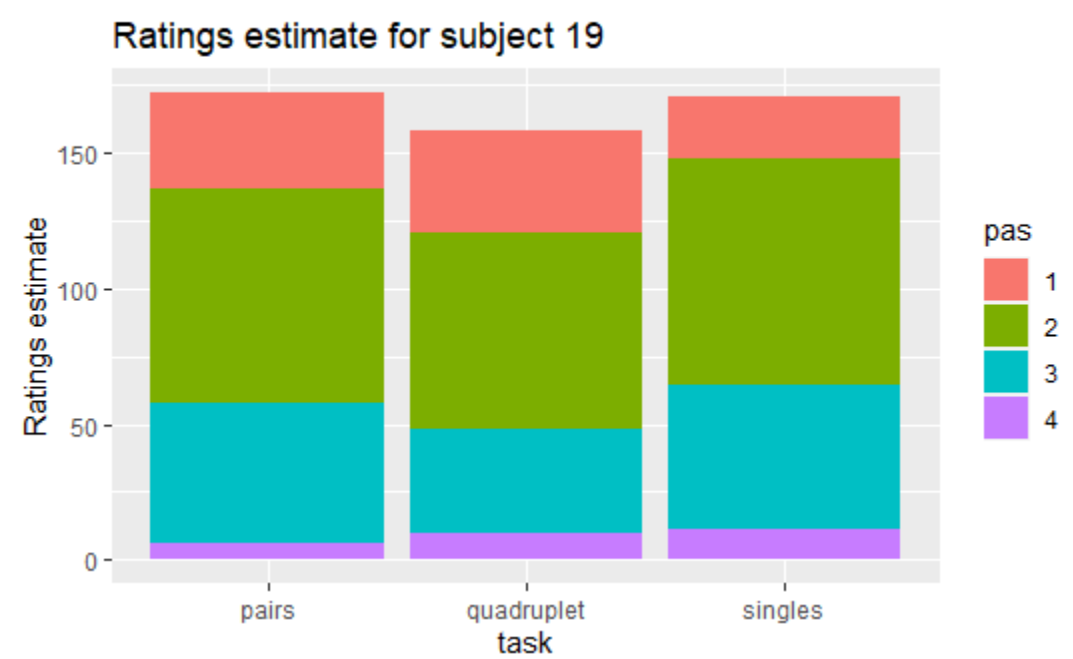 Ratings estimate for subject 19
Ratings estimate
150
100
50
0
pairs quadruplet singles
task
pas
1
2
3
4